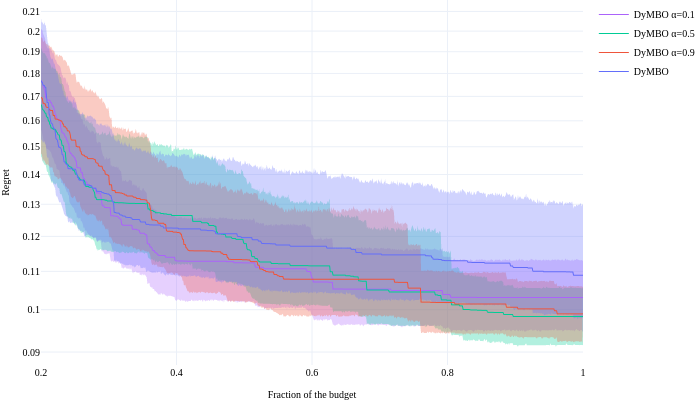 0.21
0.2
0.19
0.18
0.17
0.16
0.15
0.14
0.13
0.12
0.11
0.1
0.09
Regret
0.2 0.4 0.6 0.8 1
Fraction of the budget
DyMBO α=0.1
DyMBO α=0.5
DyMBO α=0.9
DyMBO